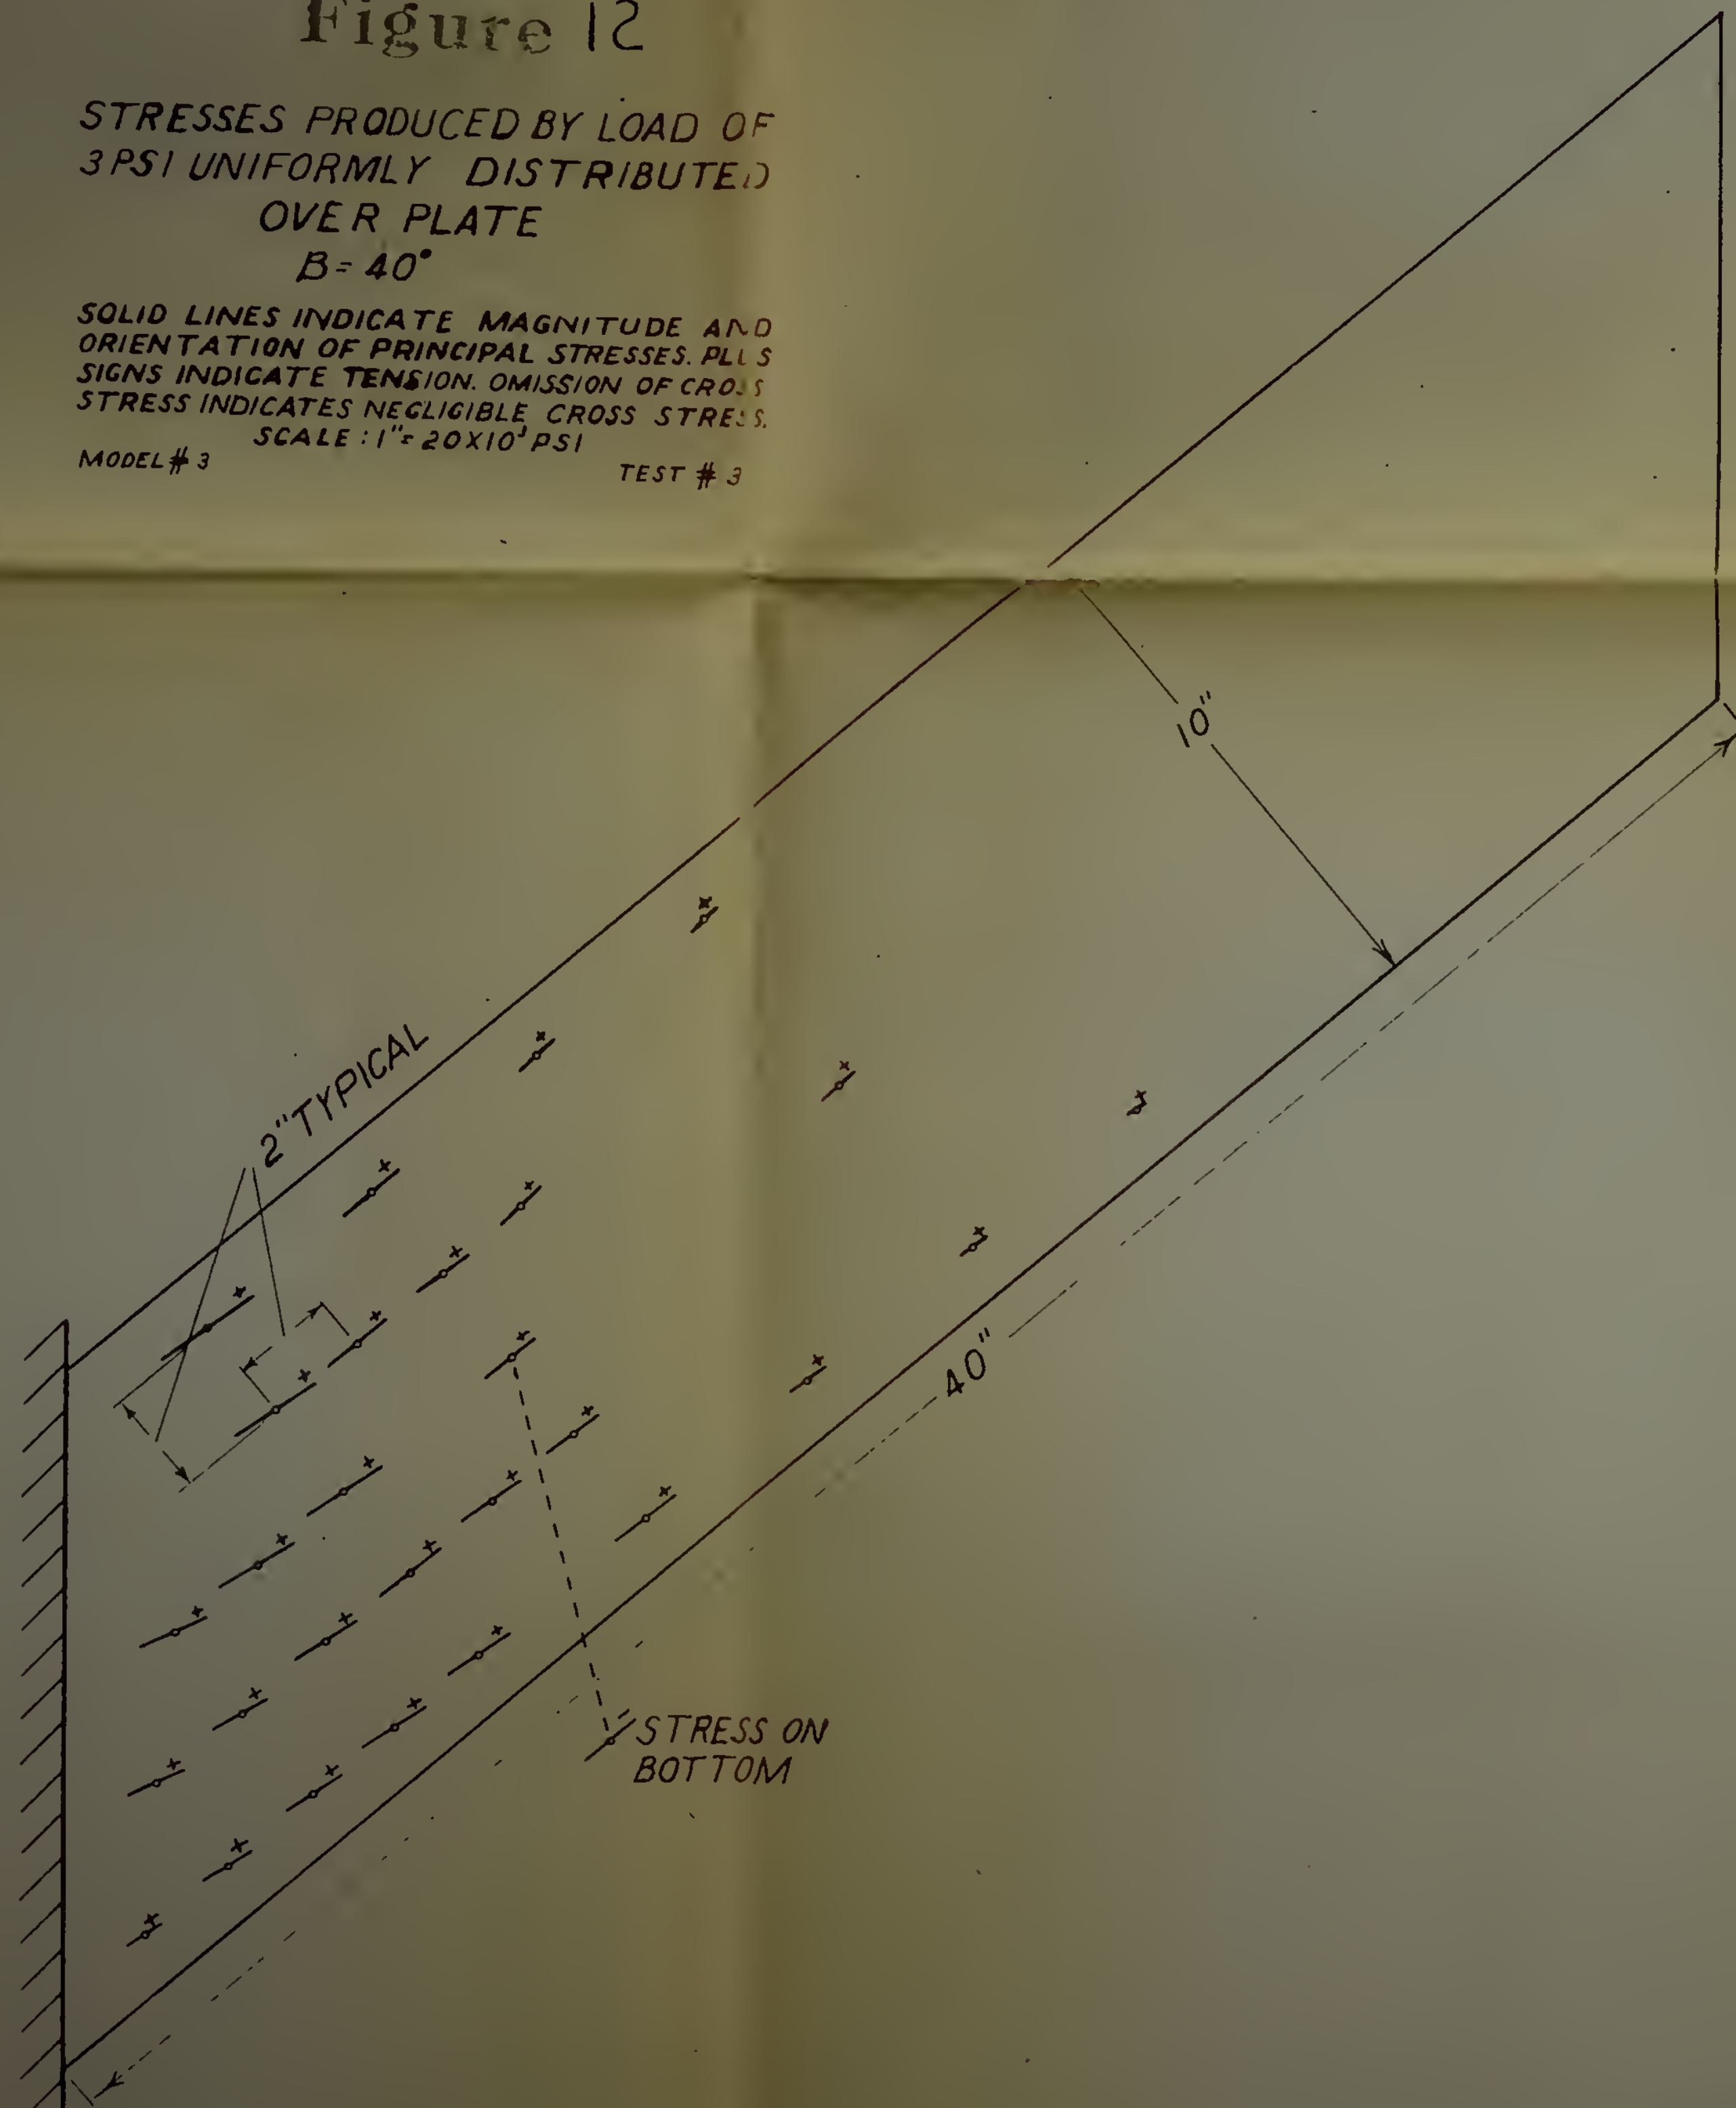 Figure 12
STRESSES PRODUCED BY LOAD OF
3 PSI UNIFORMLY DISTRIBUTED
OVER PLATE
B = 40°
SOLID LINES INDICATE MAGNITUDE AND
ORIENTATION OF PRINCIPAL STRESSES. PLUS
SIGNS INDICATE TENSION. OMISSION OF CROSS
STRESS INDICATES NEGLIGIBLE CROSS STRESS.
SCALE : 1" = 20X10³ PSI
MODEL # 3
TEST # 3
10"
2" TYPICAL
40"
STRESS ON
BOTTOM